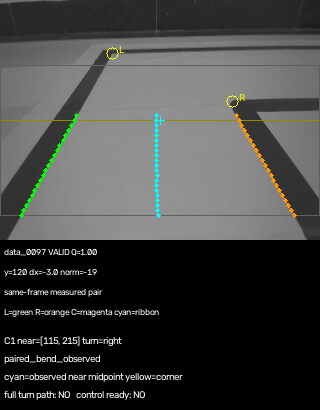 L
R
data_0097 VALID Q=1.00
y=120 dx=-3.0 norm=-19
same-frame measured pair
L=green R=orange C=magenta cyan=ribbon
C1 near=[115, 215] turn=right
paired_bend_observed
cyan=observed near midpoint yellow=corner
full turn path: NO control ready: NO